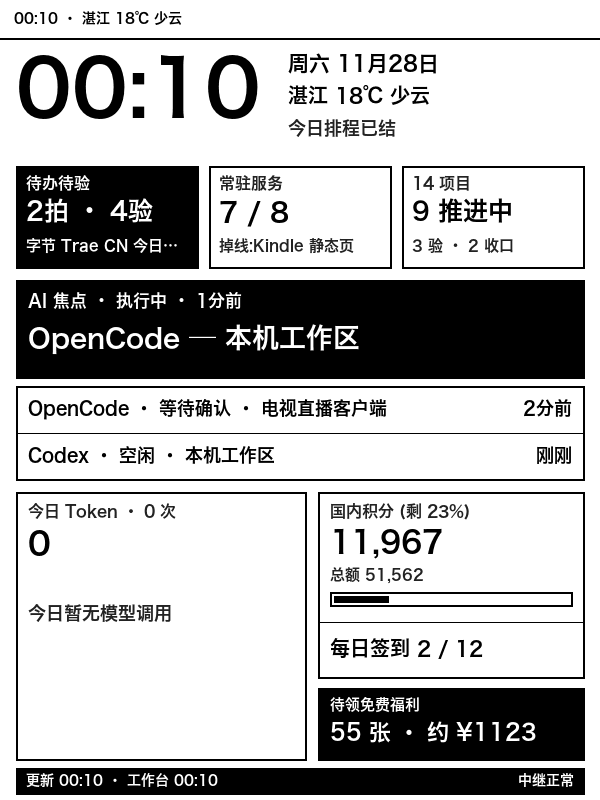 00:10 · 湛江 18℃ 少云
00:10
周六 11月28日
湛江 18℃ 少云
今日排程已结
待办待验
2拍 · 4验
字节 Trae CN 今日…
常驻服务
7 / 8
掉线:Kindle 静态页
14 项目
9 推进中
3 验 · 2 收口
AI 焦点 · 执行中 · 1分前
OpenCode — 本机工作区
OpenCode · 等待确认 · 电视直播客户端 2分前
Codex · 空闲 · 本机工作区 刚刚
今日 Token · 0 次
0
今日暂无模型调用
国内积分 (剩 23%)
11,967
总额 51,562
每日签到 2 / 12
待领免费福利
55 张 · 约 ¥1123
更新 00:10 · 工作台 00:10 中继正常